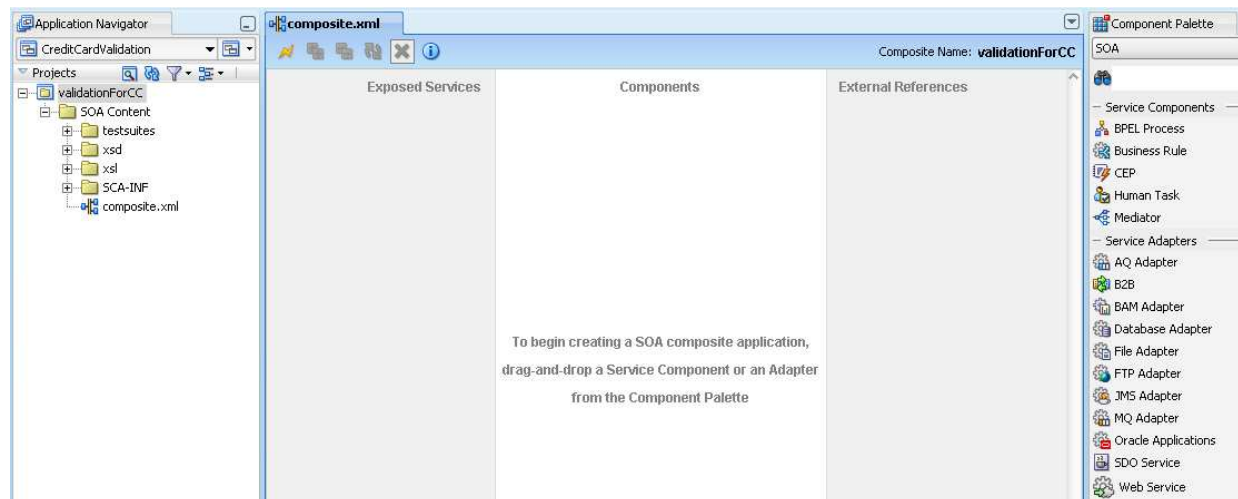 Application Navigator
CreditCardValidation
Projects
validationForCC
SOA Content
testsuites
xsd
xsl
SCA-INF
composite.xml
composite.xml
Composite Name: validationForCC
Exposed Services
Components
External References
To begin creating a SOA composite application,
drag-and-drop a Service Component or an Adapter
from the Component Palette
Component Palette
SOA
Service Components
BPEL Process
Business Rule
CEP
Human Task
Mediator
Service Adapters
AQ Adapter
B2B
BAM Adapter
Database Adapter
File Adapter
FTP Adapter
JMS Adapter
MQ Adapter
Oracle Applications
SDO Service
Web Service